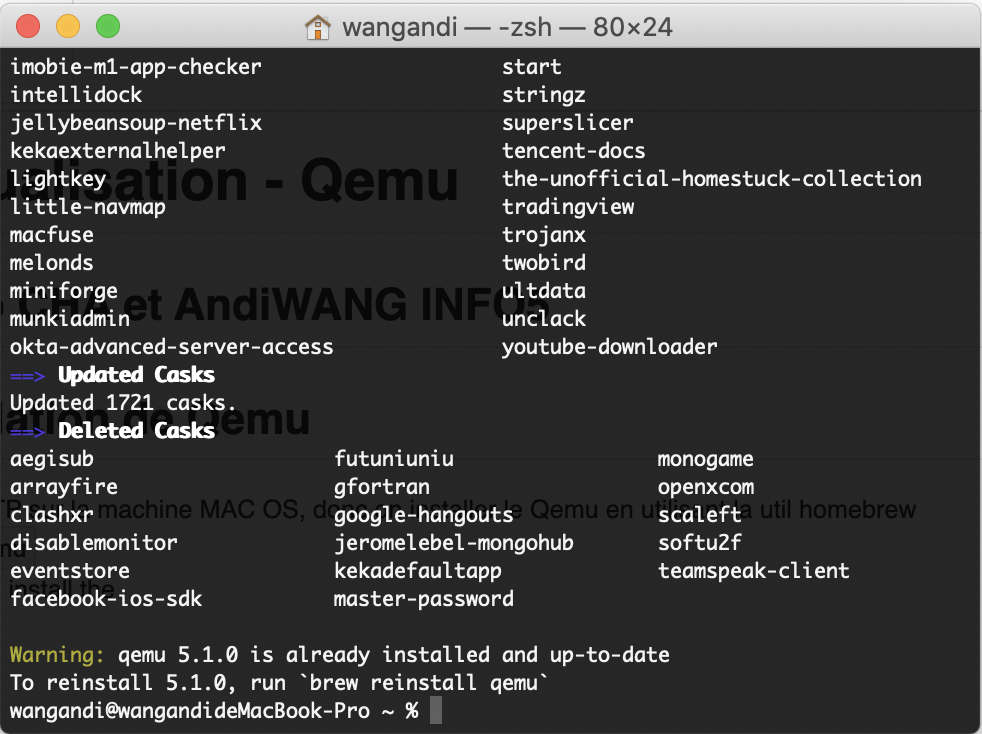 wangandi — -zsh — 80×24
imobie-m1-app-checker start
intellidock stringz
jellybeansoup-netflix superslicer
kekaexternalhelper tencent-docs
lightkey the-unofficial-homestuck-collection
little-navmap tradingview
macfuse trojanx
melonds twobird
miniforge ultdata
munkiadmin unclack
okta-advanced-server-access youtube-downloader
==> Updated Casks
Updated 1721 casks.
==> Deleted Casks
aegisub futuniuniu monogame
arrayfire gfortran openxcom
clashxr google-hangouts scaleft
disablemonitor jeromelebel-mongohub softu2f
eventstore kekadefaultapp teamspeak-client
facebook-ios-sdk master-password
Warning: qemu 5.1.0 is already installed and up-to-date
To reinstall 5.1.0, run `brew reinstall qemu`
wangandi@wangandideMacBook-Pro ~ %